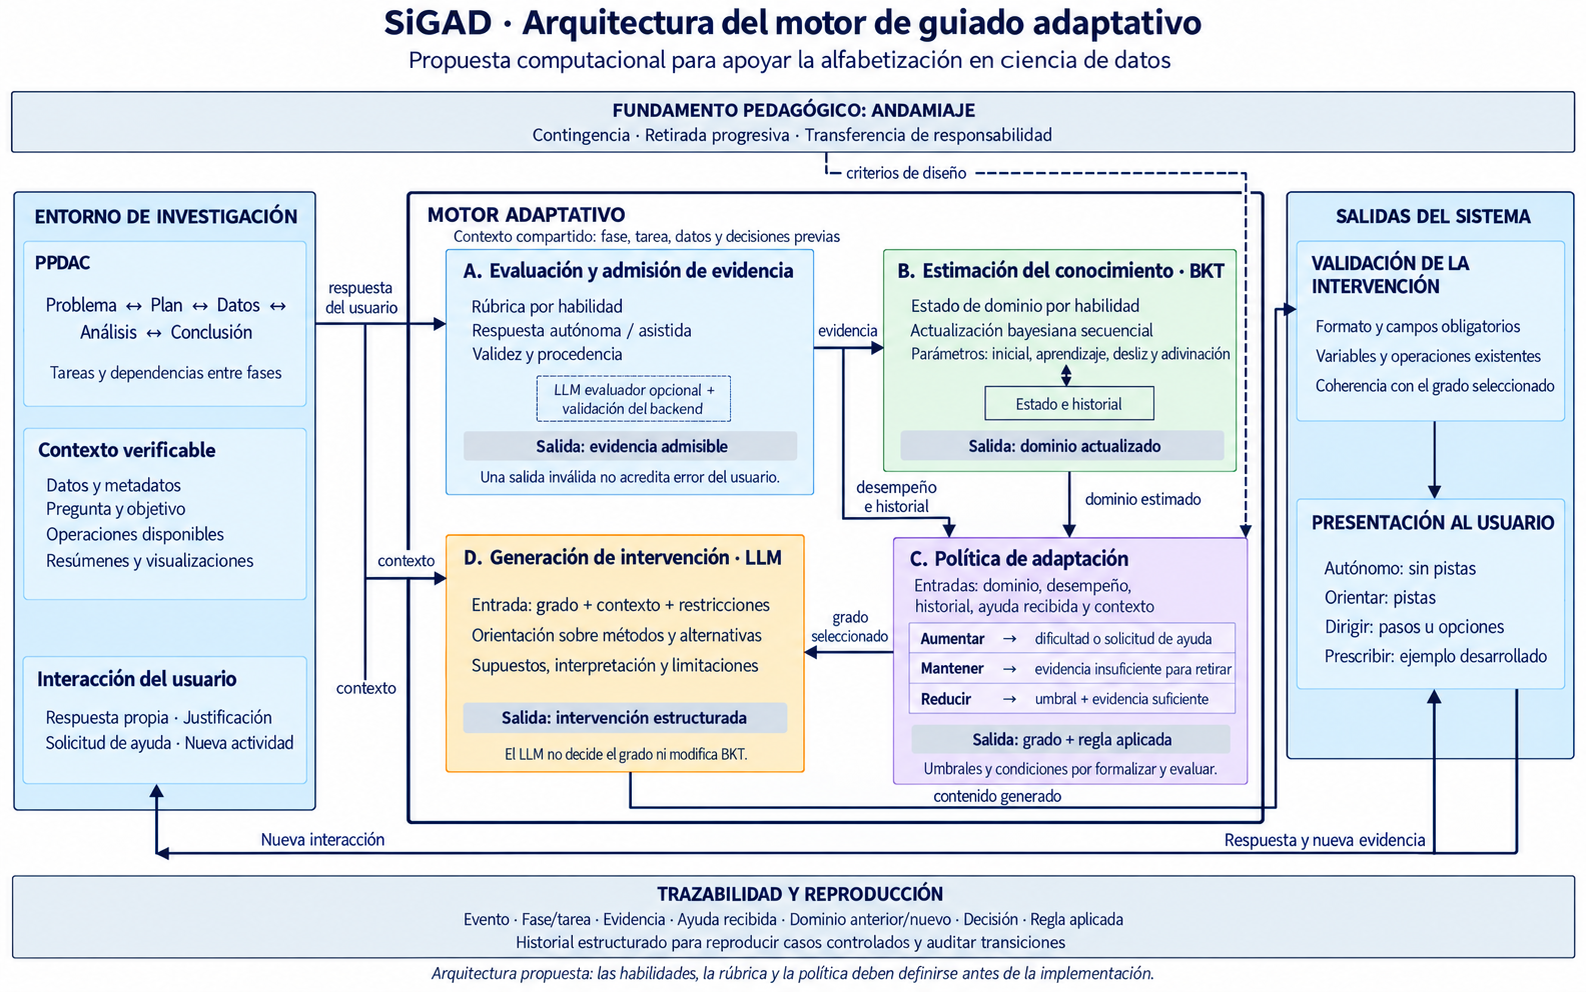 SiGAD · Arquitectura del motor de guiado adaptativo
Propuesta computacional para apoyar la alfabetización en ciencia de datos
FUNDAMENTO PEDAGÓGICO: ANDAMIAJE
Contingencia · Retirada progresiva · Transferencia de responsabilidad
criterios de diseño
ENTORNO DE INVESTIGACIÓN
PPDAC
Problema ↔ Plan ↔ Datos ↔
Análisis ↔ Conclusión
Tareas y dependencias entre fases
Contexto verificable
Datos y metadatos
Pregunta y objetivo
Operaciones disponibles
Resúmenes y visualizaciones
Interacción del usuario
Respuesta propia · Justificación
Solicitud de ayuda · Nueva actividad
respuesta
del usuario
contexto
contexto
MOTOR ADAPTATIVO
Contexto compartido: fase, tarea, datos y decisiones previas
A. Evaluación y admisión de evidencia
Rúbrica por habilidad
Respuesta autónoma / asistida
Validez y procedencia
LLM evaluador opcional +
validación del backend
Salida: evidencia admisible
Una salida inválida no acredita error del usuario.
evidencia
desempeño
e historial
B. Estimación del conocimiento · BKT
Estado de dominio por habilidad
Actualización bayesiana secuencial
Parámetros: inicial, aprendizaje, desliz y adivinación
Estado e historial
Salida: dominio actualizado
dominio estimado
C. Política de adaptación
Entradas: dominio, desempeño,
historial, ayuda recibida y contexto
Aumentar → dificultad o solicitud de ayuda
Mantener → evidencia insuficiente para retirar
Reducir → umbral + evidencia suficiente
Salida: grado + regla aplicada
Umbrales y condiciones por formalizar y evaluar.
grado
seleccionado
D. Generación de intervención · LLM
Entrada: grado + contexto + restricciones
Orientación sobre métodos y alternativas
Supuestos, interpretación y limitaciones
Salida: intervención estructurada
El LLM no decide el grado ni modifica BKT.
contenido generado
SALIDAS DEL SISTEMA
VALIDACIÓN DE LA
INTERVENCIÓN
Formato y campos obligatorios
Variables y operaciones existentes
Coherencia con el grado seleccionado
PRESENTACIÓN AL USUARIO
Autónomo: sin pistas
Orientar: pistas
Dirigir: pasos u opciones
Prescribir: ejemplo desarrollado
Nueva interacción
Respuesta y nueva evidencia
TRAZABILIDAD Y REPRODUCCIÓN
Evento · Fase/tarea · Evidencia · Ayuda recibida · Dominio anterior/nuevo · Decisión · Regla aplicada
Historial estructurado para reproducir casos controlados y auditar transiciones
Arquitectura propuesta: las habilidades, la rúbrica y la política deben definirse antes de la implementación.